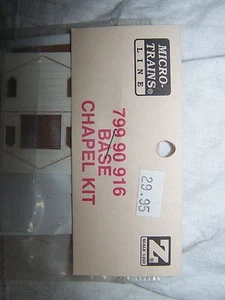 MICRO-
TRAINS®
LINE
799 90 916
BASE
CHAPEL KIT
29.95
Z